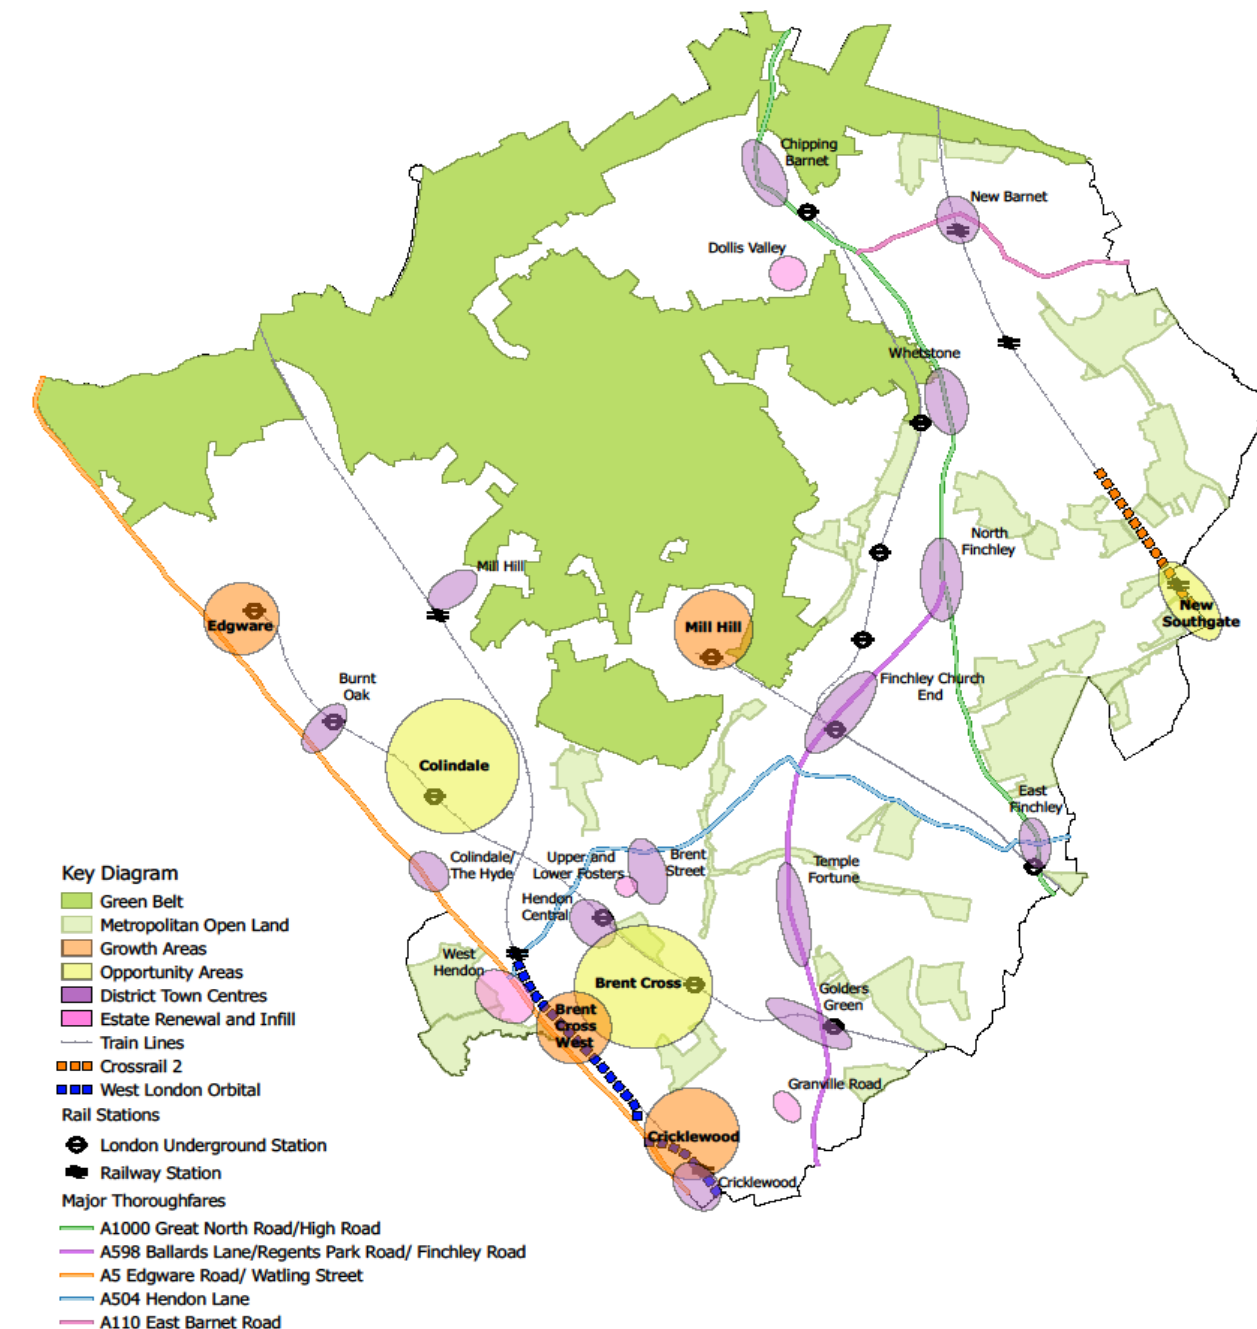 Chipping
Barnet
New Barnet
Dollis Valley
Whetstone
North
Finchley
Mill Hill
Edgware
Mill Hill
New
Southgate
Burnt
Oak
Finchley Church
End
Colindale
East
Finchley
Colindale/
The Hyde
Upper and
Lower Fosters
Brent
Street
Temple
Fortune
Hendon
Central
West
Hendon
Brent Cross
Golders
Green
Brent
Cross
West
Granville Road
Cricklewood
Cricklewood
Key Diagram
Green Belt
Metropolitan Open Land
Growth Areas
Opportunity Areas
District Town Centres
Estate Renewal and Infill
Train Lines
Crossrail 2
West London Orbital
Rail Stations
London Underground Station
Railway Station
Major Thoroughfares
A1000 Great North Road/High Road
A598 Ballards Lane/Regents Park Road/ Finchley Road
A5 Edgware Road/ Watling Street
A504 Hendon Lane
A110 East Barnet Road